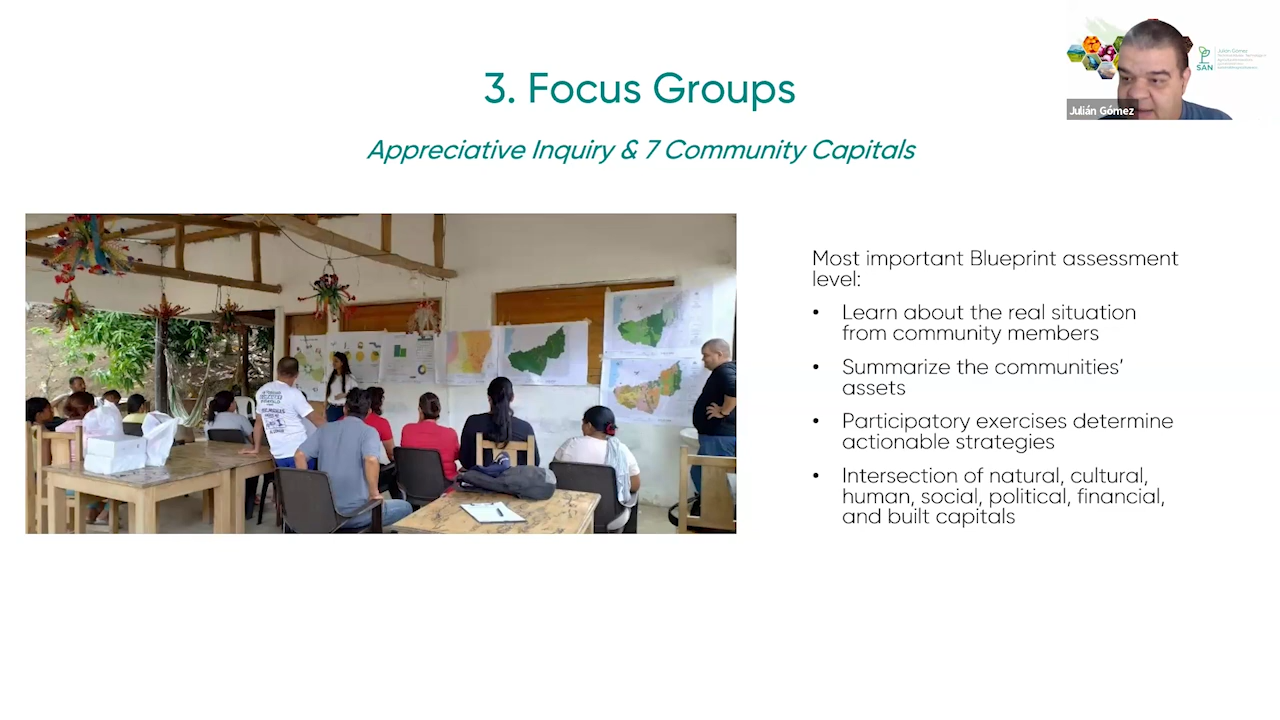 3. Focus Groups
Appreciative Inquiry & 7 Community Capitals
Julián Gómez
SAN
Julián Gómez
Most important Blueprint assessment
level:
• Learn about the real situation
from community members
• Summarize the communities’
assets
• Participatory exercises determine
actionable strategies
• Intersection of natural, cultural,
human, social, political, financial,
and built capitals